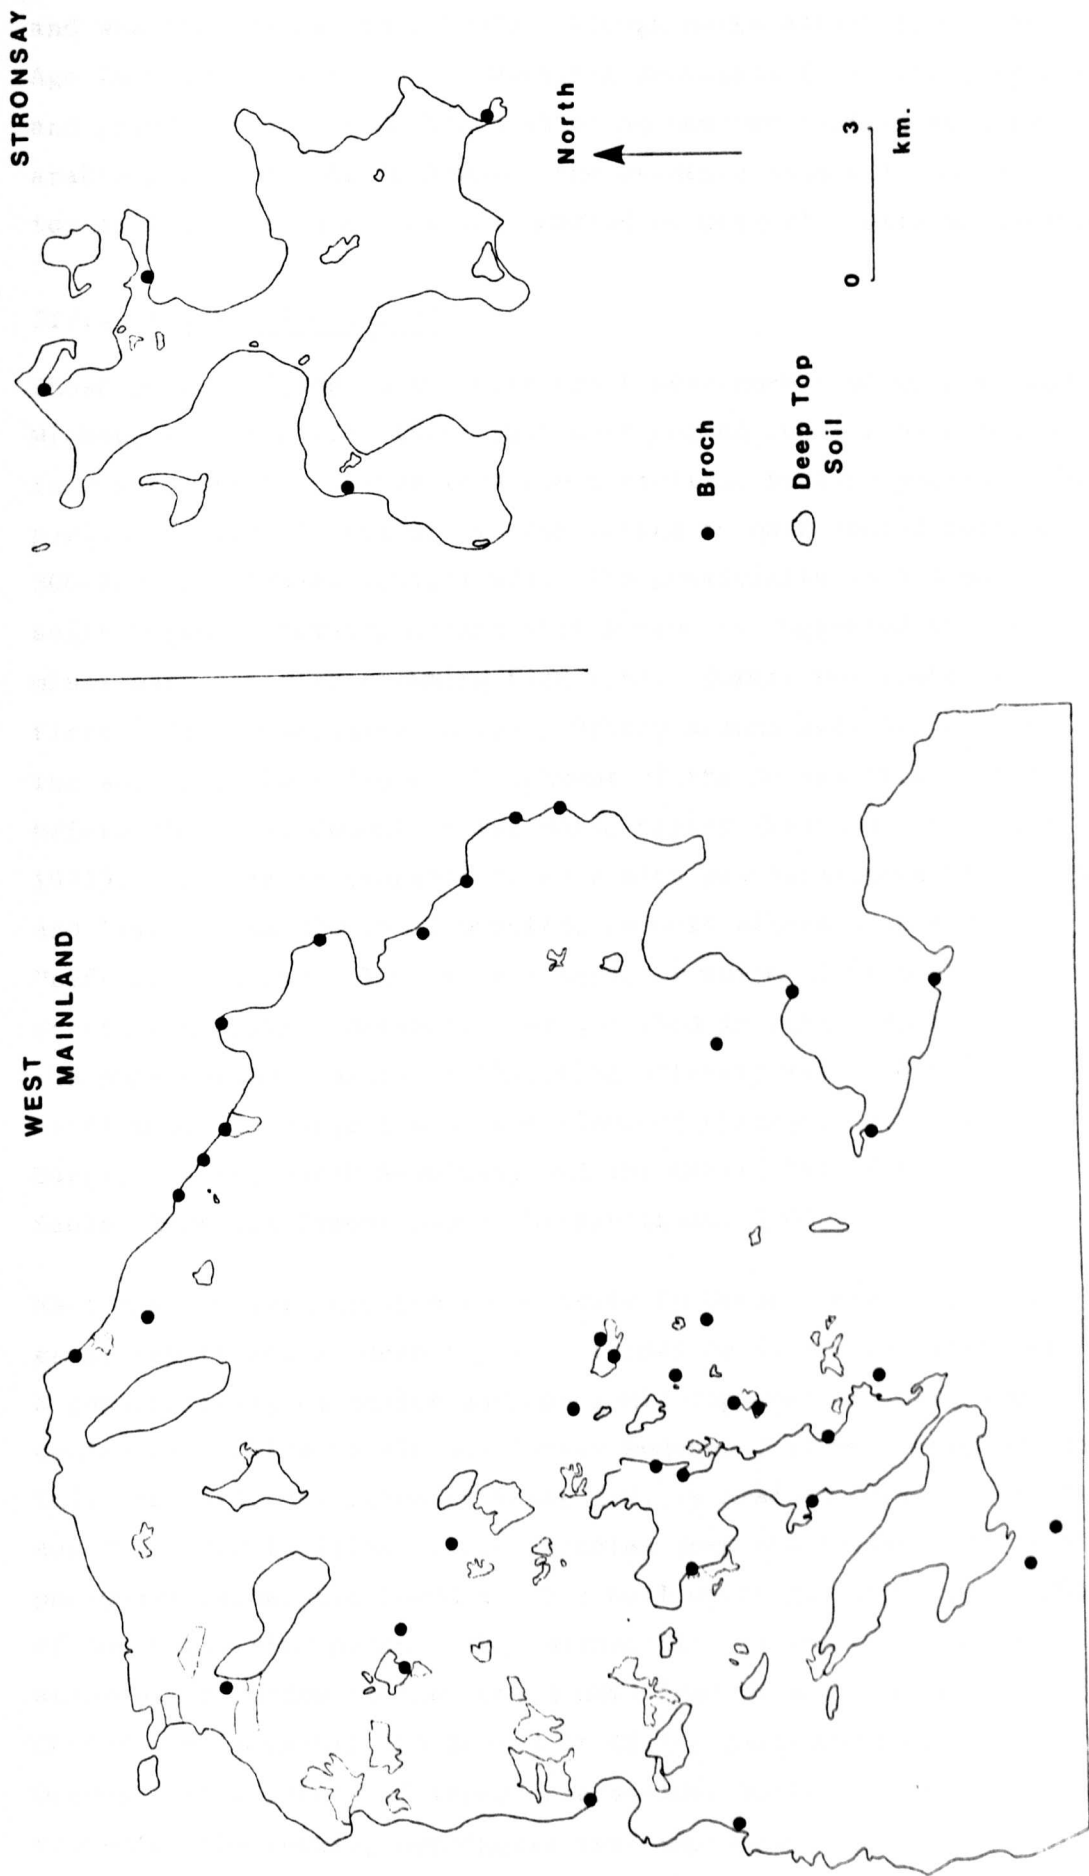 WEST
MAINLAND
STRONSAY
North
Broch
Deep Top
Soil
0 3
km.